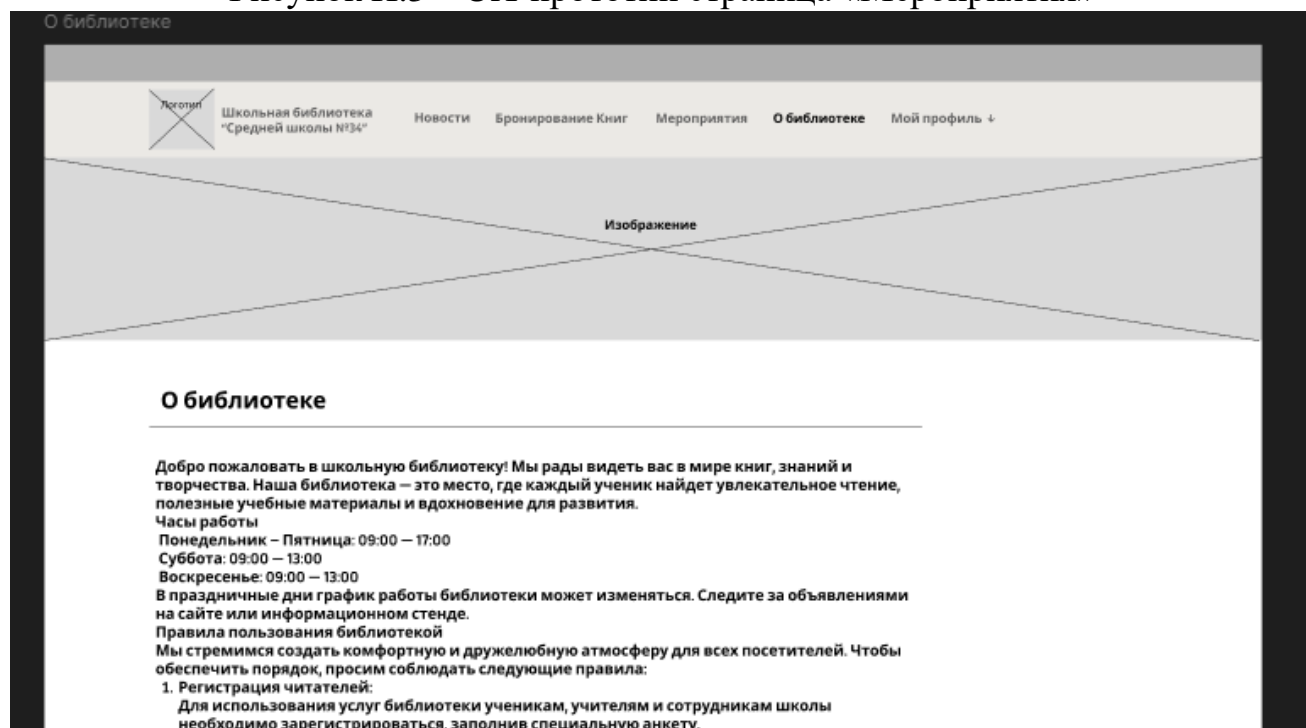 О библиотеке
Логотип
Школьная библиотека
"Средней школы №34"
Новости Бронирование Книг Мероприятия О библиотеке Мой профиль ↓
Изображение
О библиотеке
Добро пожаловать в школьную библиотеку! Мы рады видеть вас в мире книг, знаний и
творчества. Наша библиотека — это место, где каждый ученик найдет увлекательное чтение,
полезные учебные материалы и вдохновение для развития.
Часы работы
Понедельник – Пятница: 09:00 — 17:00
Суббота: 09:00 — 13:00
Воскресенье: 09:00 — 13:00
В праздничные дни график работы библиотеки может изменяться. Следите за объявлениями
на сайте или информационном стенде.
Правила пользования библиотекой
Мы стремимся создать комфортную и дружелюбную атмосферу для всех посетителей. Чтобы
обеспечить порядок, просим соблюдать следующие правила:
1. Регистрация читателей:
Для использования услуг библиотеки ученикам, учителям и сотрудникам школы
необходимо зарегистрироваться, заполнив специальную анкету.